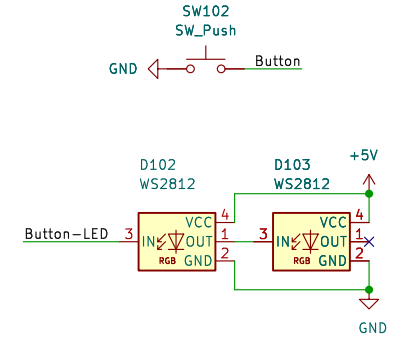 SW102
SW_Push
GND
Button
+5V
D102
WS2812
D103
WS2812
VCC 4
Button-LED
3 IN
OUT 1
RGB
GND 2
VCC 4
3 IN
OUT 1
RGB
GND 2
GND